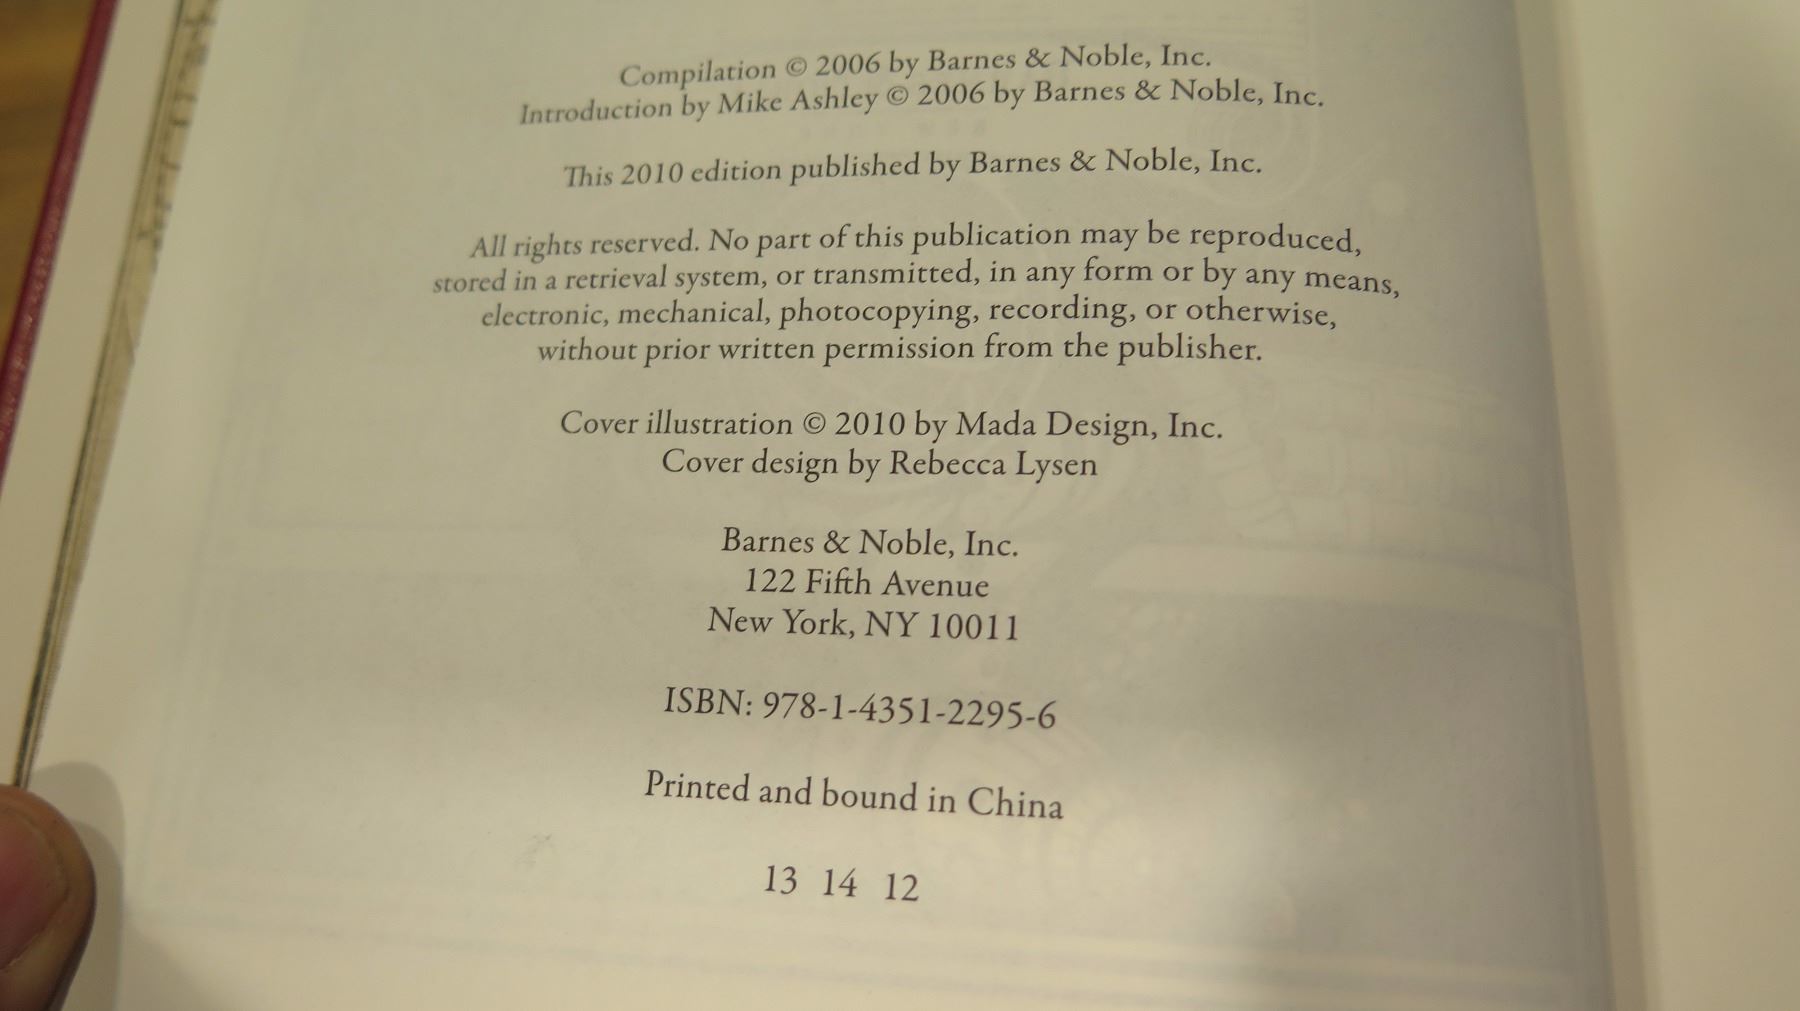 Compilation © 2006 by Barnes & Noble, Inc.
Introduction by Mike Ashley © 2006 by Barnes & Noble, Inc.
This 2010 edition published by Barnes & Noble, Inc.
All rights reserved. No part of this publication may be reproduced,
stored in a retrieval system, or transmitted, in any form or by any means,
electronic, mechanical, photocopying, recording, or otherwise,
without prior written permission from the publisher.
Cover illustration © 2010 by Mada Design, Inc.
Cover design by Rebecca Lysen
Barnes & Noble, Inc.
122 Fifth Avenue
New York, NY 10011
ISBN: 978-1-4351-2295-6
Printed and bound in China
13 14 12